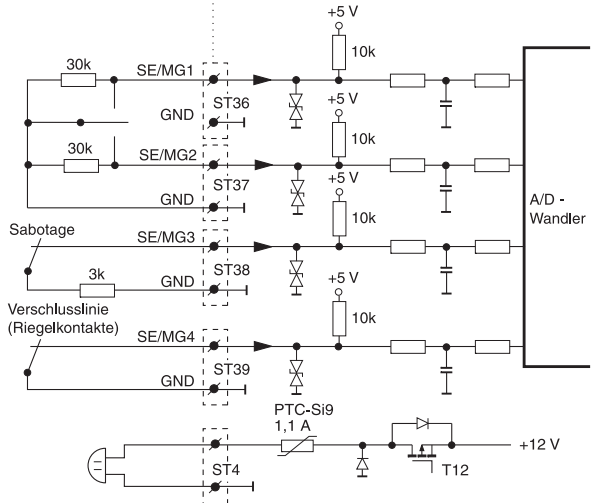 +5 V
30k
SE/MG1
10k
ST36
GND
+5 V
10k
30k
SE/MG2
ST37
+5 V
GND
A/D -
Wandler
Sabotage
SE/MG3
10k
ST38
3k
GND
+5 V
Verschlusslinie
(Riegelkontakte)
10k
SE/MG4
ST39
GND
PTC-Si9
1,1 A
+12 V
ST4
T12